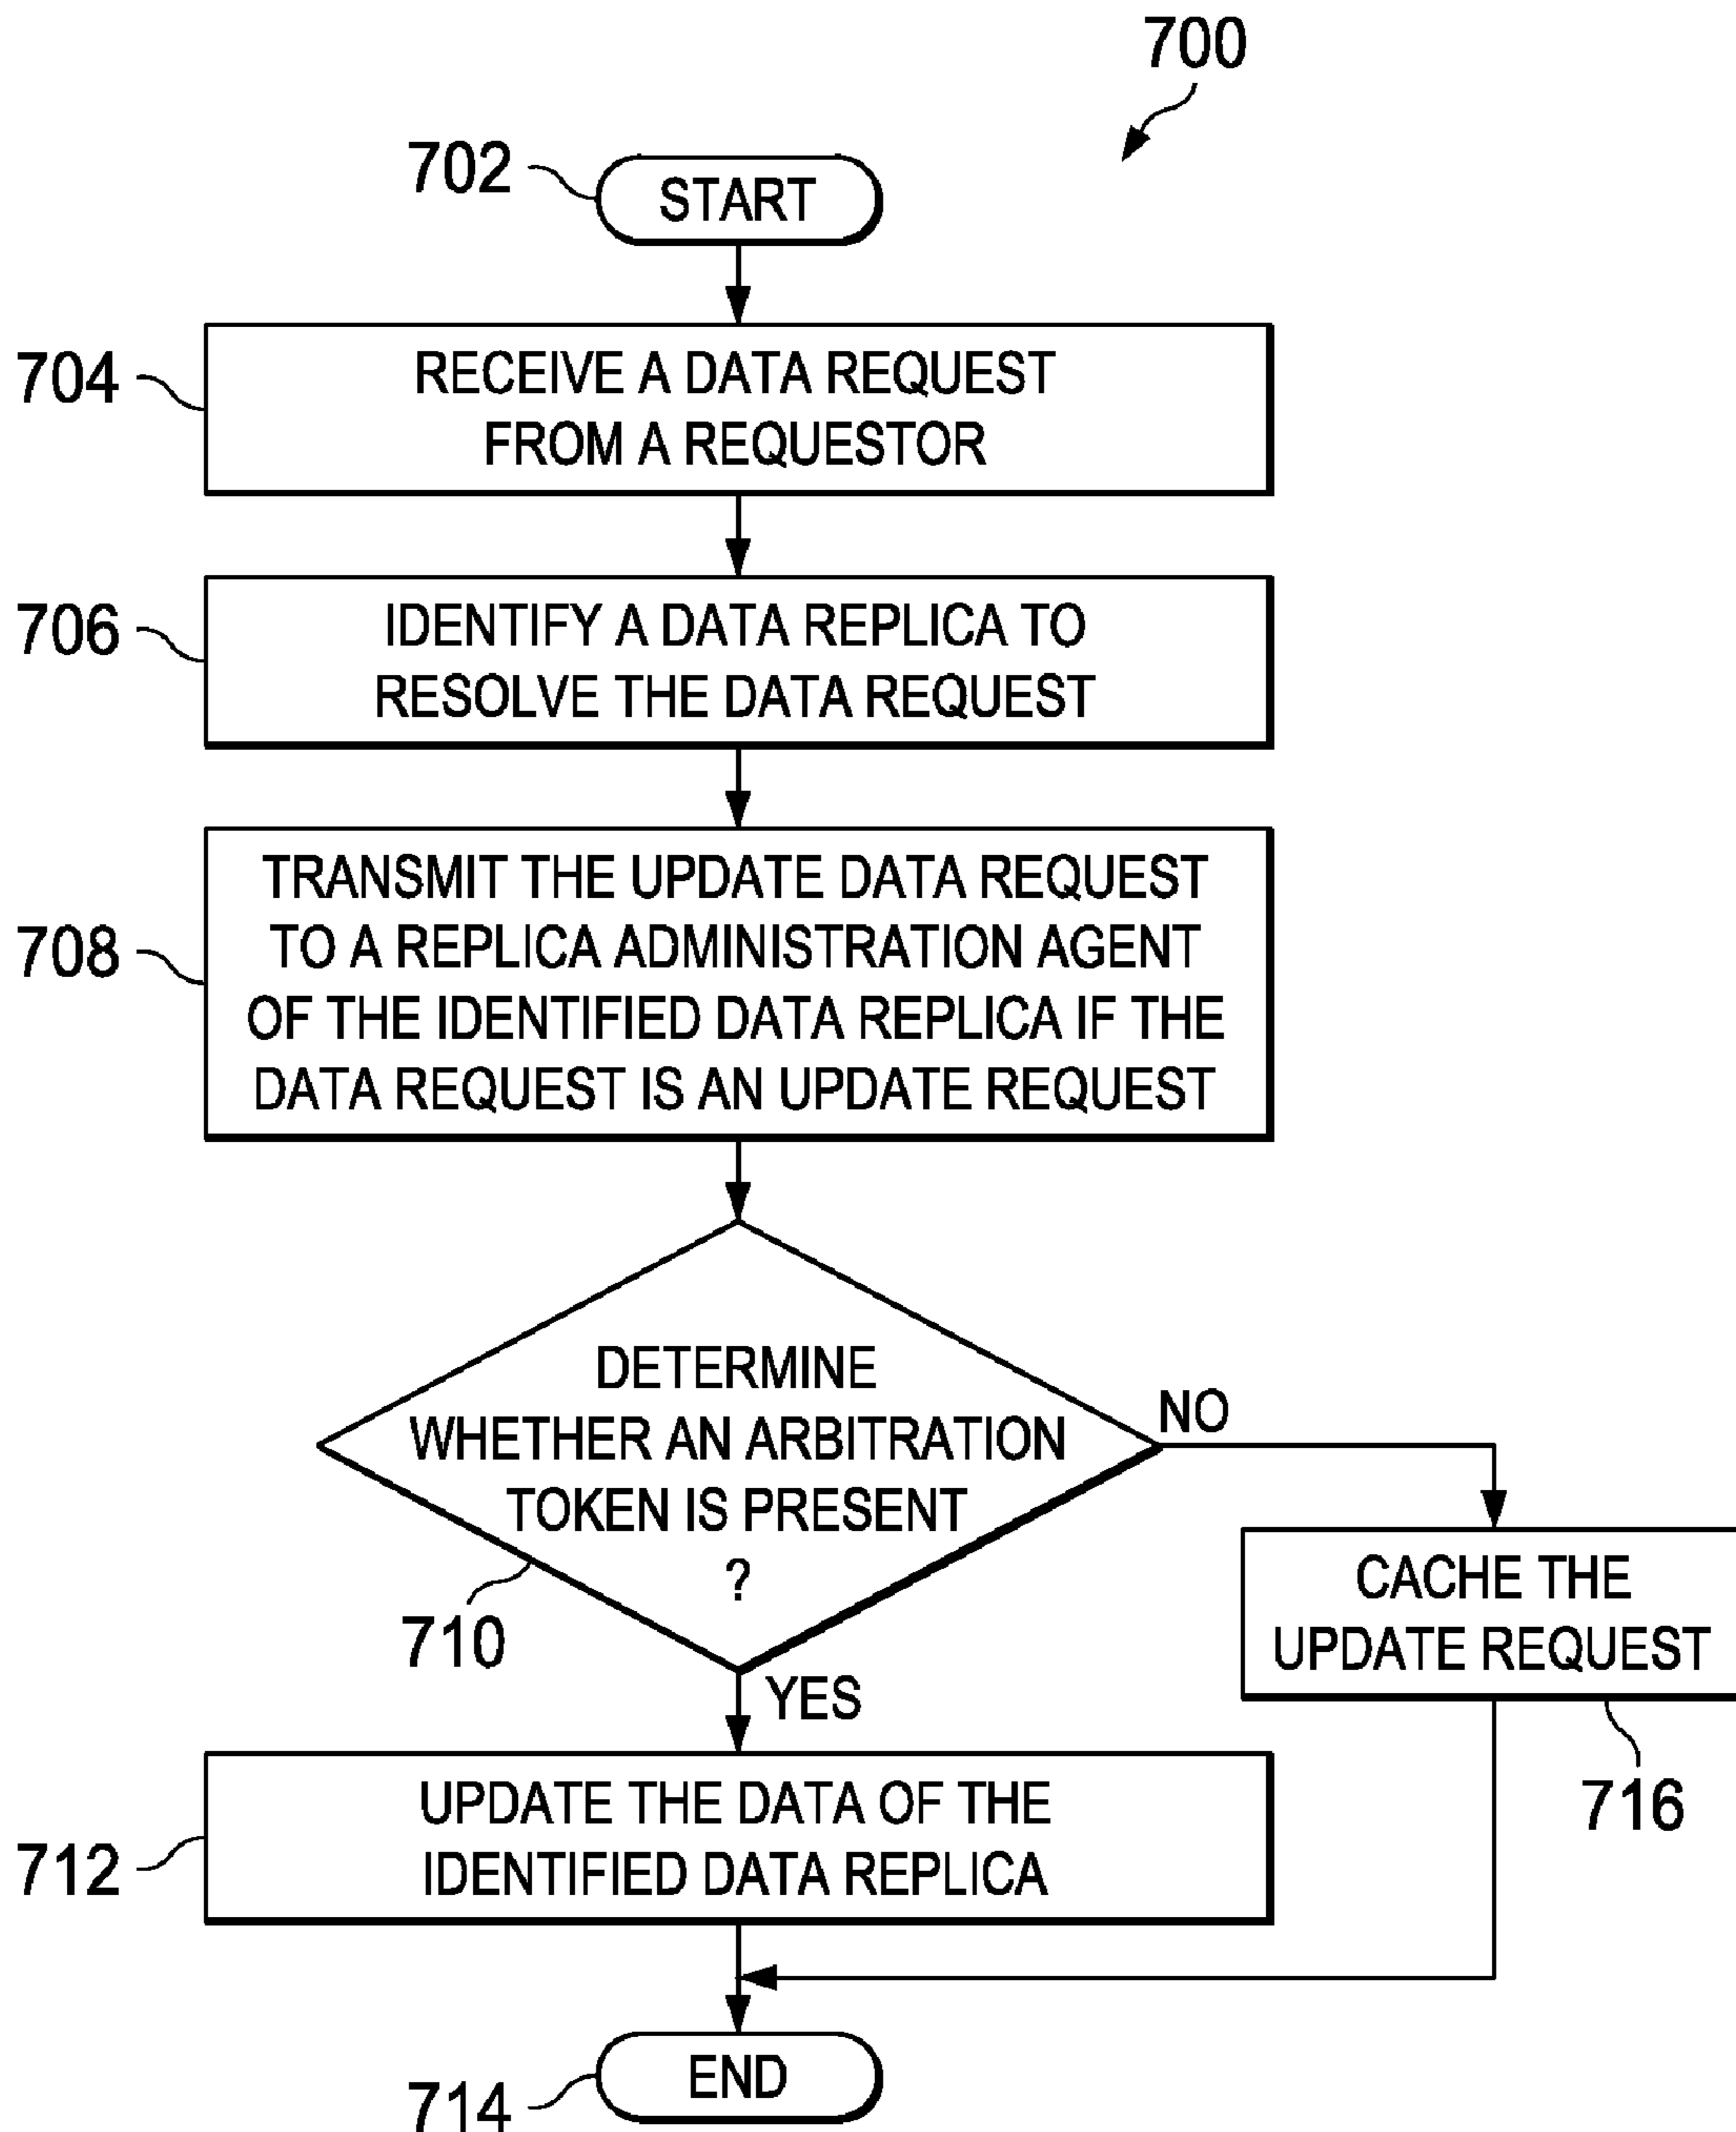 700
702
START
704
RECEIVE A DATA REQUEST
FROM A REQUESTOR
706
IDENTIFY A DATA REPLICA TO
RESOLVE THE DATA REQUEST
708
TRANSMIT THE UPDATE DATA REQUEST
TO A REPLICA ADMINISTRATION AGENT
OF THE IDENTIFIED DATA REPLICA IF THE
DATA REQUEST IS AN UPDATE REQUEST
DETERMINE
WHETHER AN ARBITRATION
TOKEN IS PRESENT
?
710
NO
YES
CACHE THE
UPDATE REQUEST
716
712
UPDATE THE DATA OF THE
IDENTIFIED DATA REPLICA
END
714